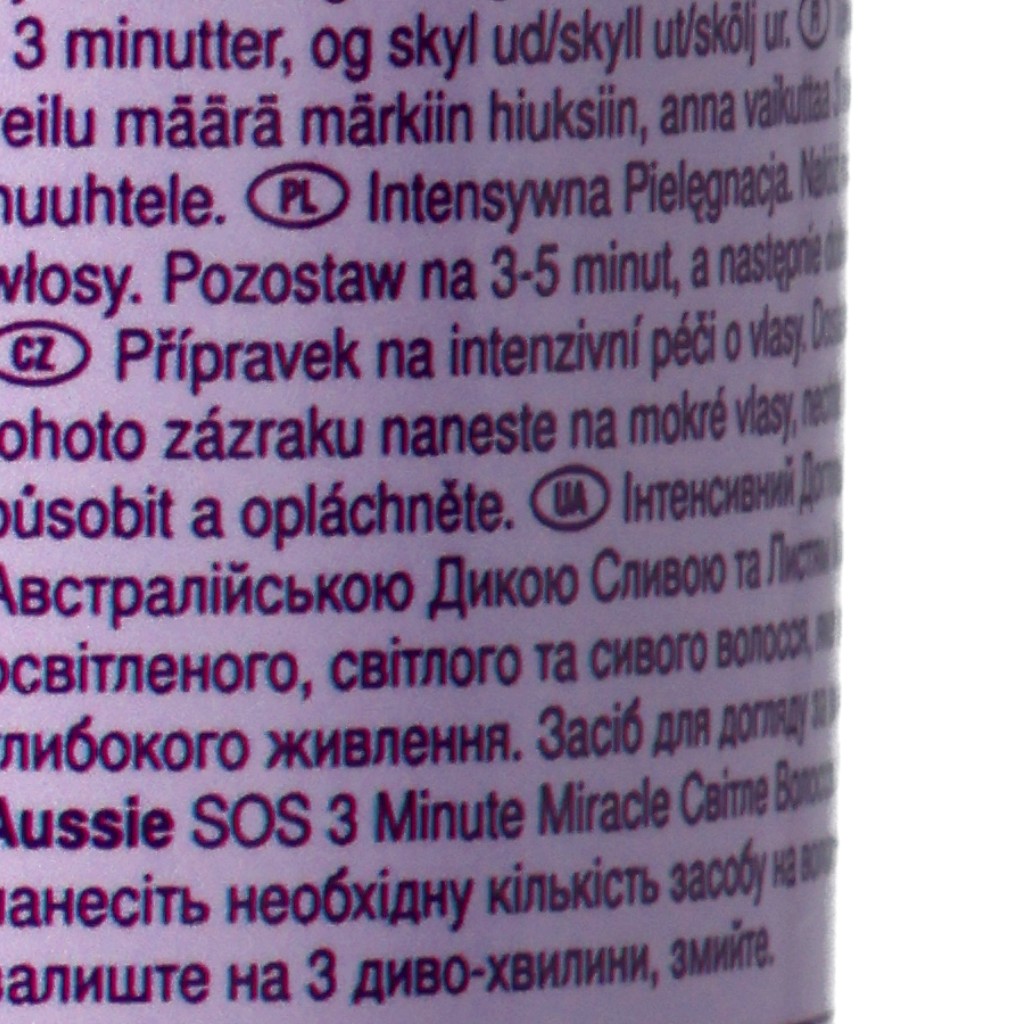 3 minutter, og skyl ud/skyll ut/skölj ur.
reilu määrä märkiin hiuksiin, anna vaikuttaa
huuhtele. PL Intensywna Pielęgnacja.
włosy. Pozostaw na 3-5 minut, a następnie
CZ Přípravek na intenzivní péči o vlasy.
tohoto zázraku naneste na mokré vlasy,
působit a opláchněte. UA Інтенсивний
Австралійською Дикою Сливою та
освітленого, світлого та сивого волосся,
глибокого живлення. Засіб для догляду за
Aussie SOS 3 Minute Miracle Світле
нанесіть необхідну кількість засобу на
залиште на 3 диво-хвилини, змийте.